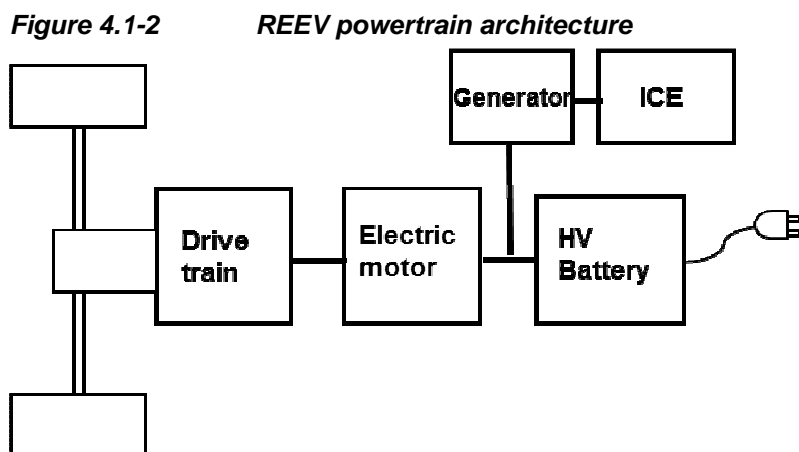 Figure 4.1-2 REEV powertrain architecture
Generator
ICE
Drive
train
Electric
motor
HV
Battery